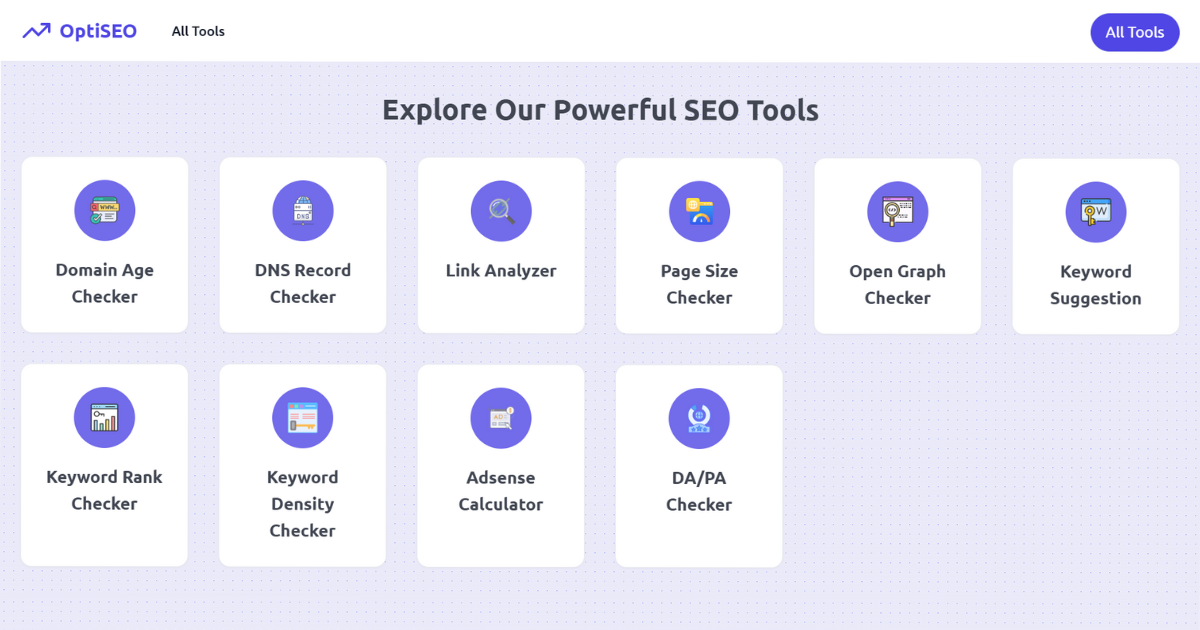 OptiSEO
All Tools
All Tools
Explore Our Powerful SEO Tools
Domain Age
Checker
DNS Record
Checker
Link Analyzer
Page Size
Checker
Open Graph
Checker
Keyword
Suggestion
Keyword Rank
Checker
Keyword
Density
Checker
Adsense
Calculator
DA/PA
Checker